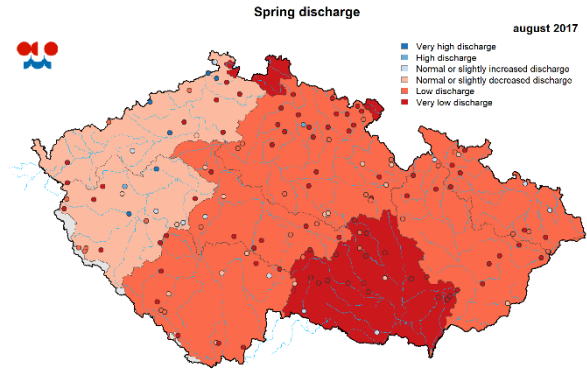 Spring discharge
august 2017
Very high discharge
High discharge
Normal or slightly increased discharge
Normal or slightly decreased discharge
Low discharge
Very low discharge